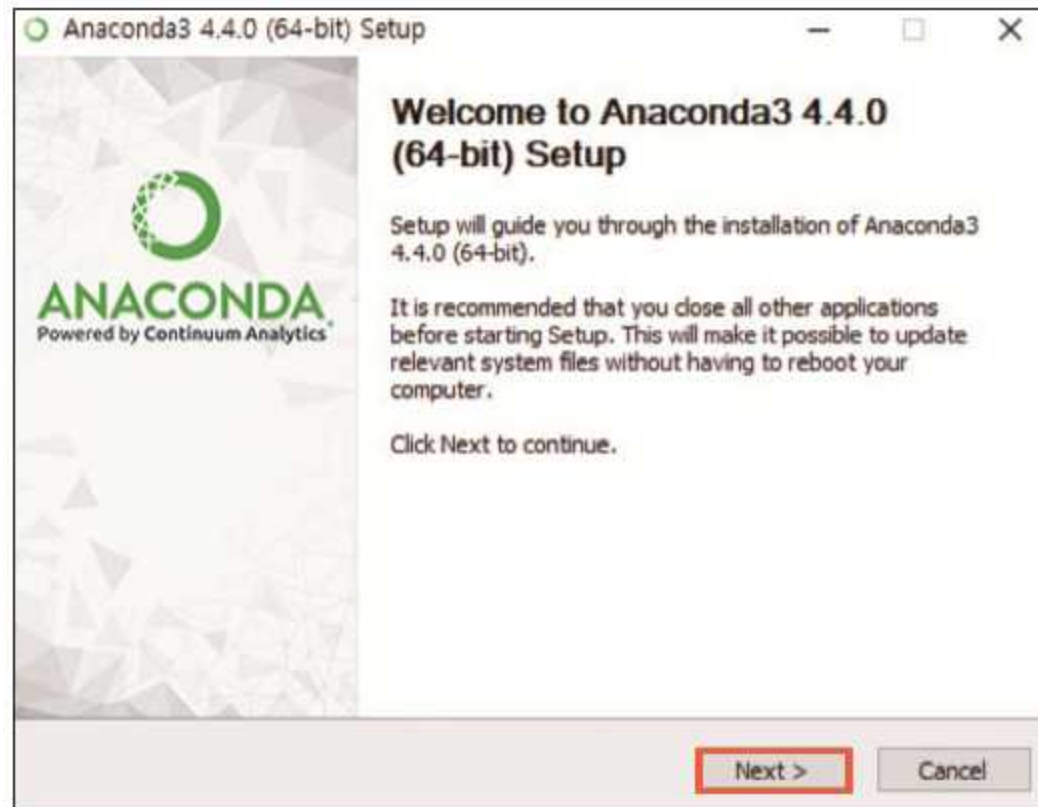 Anaconda3 4.4.0 (64-bit) Setup
Welcome to Anaconda3 4.4.0
(64-bit) Setup
ANACONDA
Powered by Continuum Analytics
Setup will guide you through the installation of Anaconda3
4.4.0 (64-bit).
It is recommended that you close all other applications
before starting Setup. This will make it possible to update
relevant system files without having to reboot your
computer.
Click Next to continue.
Next >
Cancel